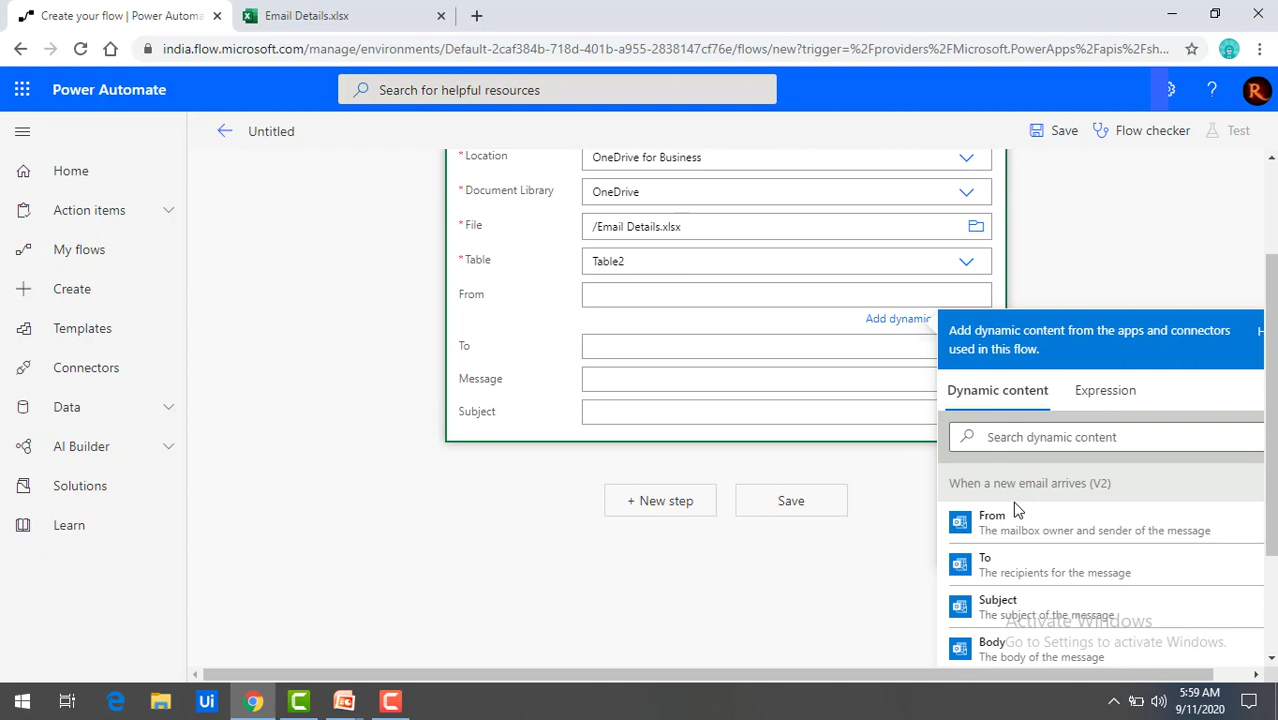 Create your flow | Power Automa
Email Details.xlsx
india.flow.microsoft.com/manage/environments/Default-2caf384b-718d-401b-a955-2838147cf76e/flows/new?trigger=%2Fproviders%2FMicrosoft.PowerApps%2Fapis%2Fsh...
Power Automate
Search for helpful resources
Untitled
Save
Flow checker
Test
Home
Action items
My flows
Create
Templates
Connectors
Data
AI Builder
Solutions
Learn
* Location
OneDrive for Business
* Document Library
OneDrive
* File
/Email Details.xlsx
* Table
Table2
From
Add dynamic
To
Message
Subject
+ New step
Save
Add dynamic content from the apps and connectors
used in this flow.
H
Dynamic content
Expression
Search dynamic content
When a new email arrives (V2)
From
The mailbox owner and sender of the message
To
The recipients for the message
Subject
The subject of the message
Body
The body of the message
Activate Windows
Go to Settings to activate Windows.
Ui
5:59 AM
9/11/2020